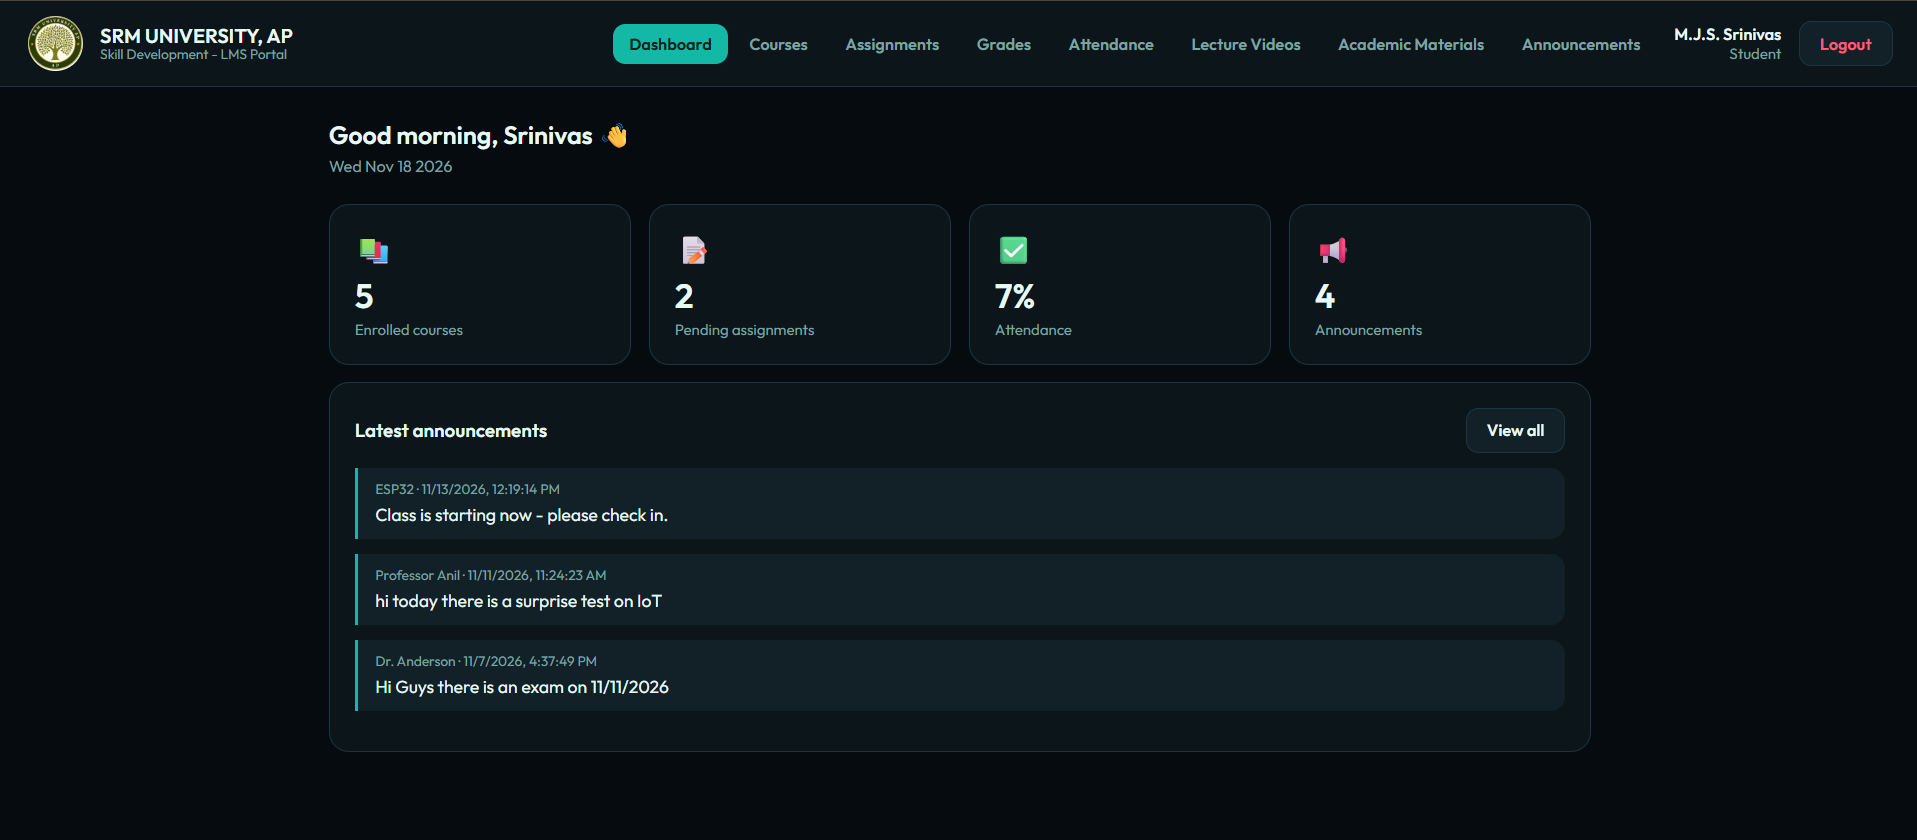 SRM UNIVERSITY, AP
Skill Development - LMS Portal
Dashboard
Courses
Assignments
Grades
Attendance
Lecture Videos
Academic Materials
Announcements
M.J.S. Srinivas
Student
Logout
Good morning, Srinivas 👋
Wed Nov 18 2026
5
Enrolled courses
2
Pending assignments
7%
Attendance
4
Announcements
Latest announcements
View all
ESP32 · 11/13/2026, 12:19:14 PM
Class is starting now - please check in.
Professor Anil · 11/11/2026, 11:24:23 AM
hi today there is a surprise test on IoT
Dr. Anderson · 11/7/2026, 4:37:49 PM
Hi Guys there is an exam on 11/11/2026